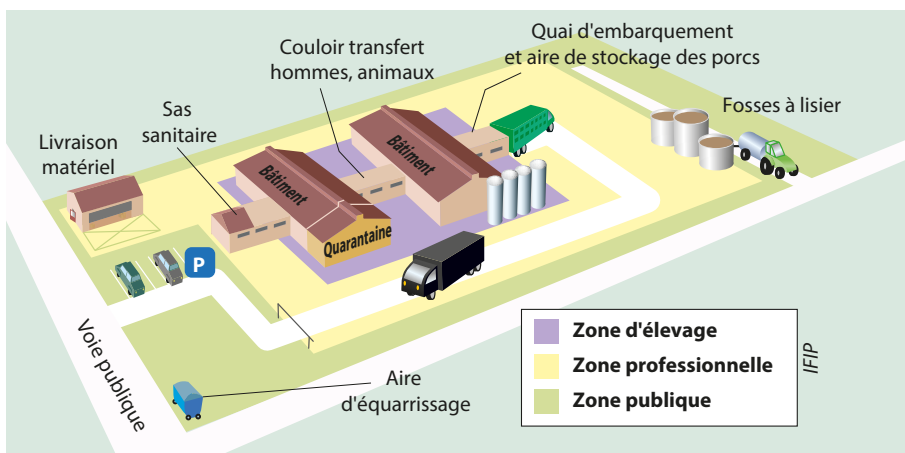 Quai d'embarquement
et aire de stockage des porcs
Couloir transfert
hommes, animaux
Fosses à lisier
Sas
sanitaire
Livraison
matériel
Bâtiment
Bâtiment
Quarantaine
P
Voie publique
Aire
d'équarrissage
Zone d'élevage
Zone professionnelle
Zone publique
IFIP